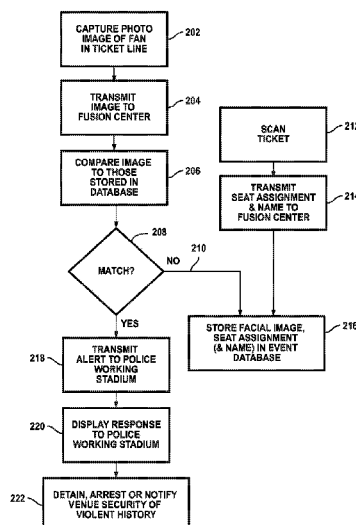 CAPTURE PHOTO
IMAGE OF FAN
IN TICKET LINE
202
TRANSMIT
IMAGE TO
FUSION CENTER
204
COMPARE IMAGE
TO THOSE
STORED IN
DATABASE
206
MATCH?
208
NO
210
YES
SCAN
TICKET
212
TRANSMIT
SEAT ASSIGNMENT
& NAME TO
FUSION CENTER
214
STORE FACIAL IMAGE,
SEAT ASSIGNMENT
(& NAME) IN EVENT
DATABASE
216
218
TRANSMIT
ALERT TO POLICE
WORKING
STADIUM
220
DISPLAY RESPONSE
TO POLICE
WORKING STADIUM
222
DETAIN, ARREST OR NOTIFY
VENUE SECURITY OF
VIOLENT HISTORY